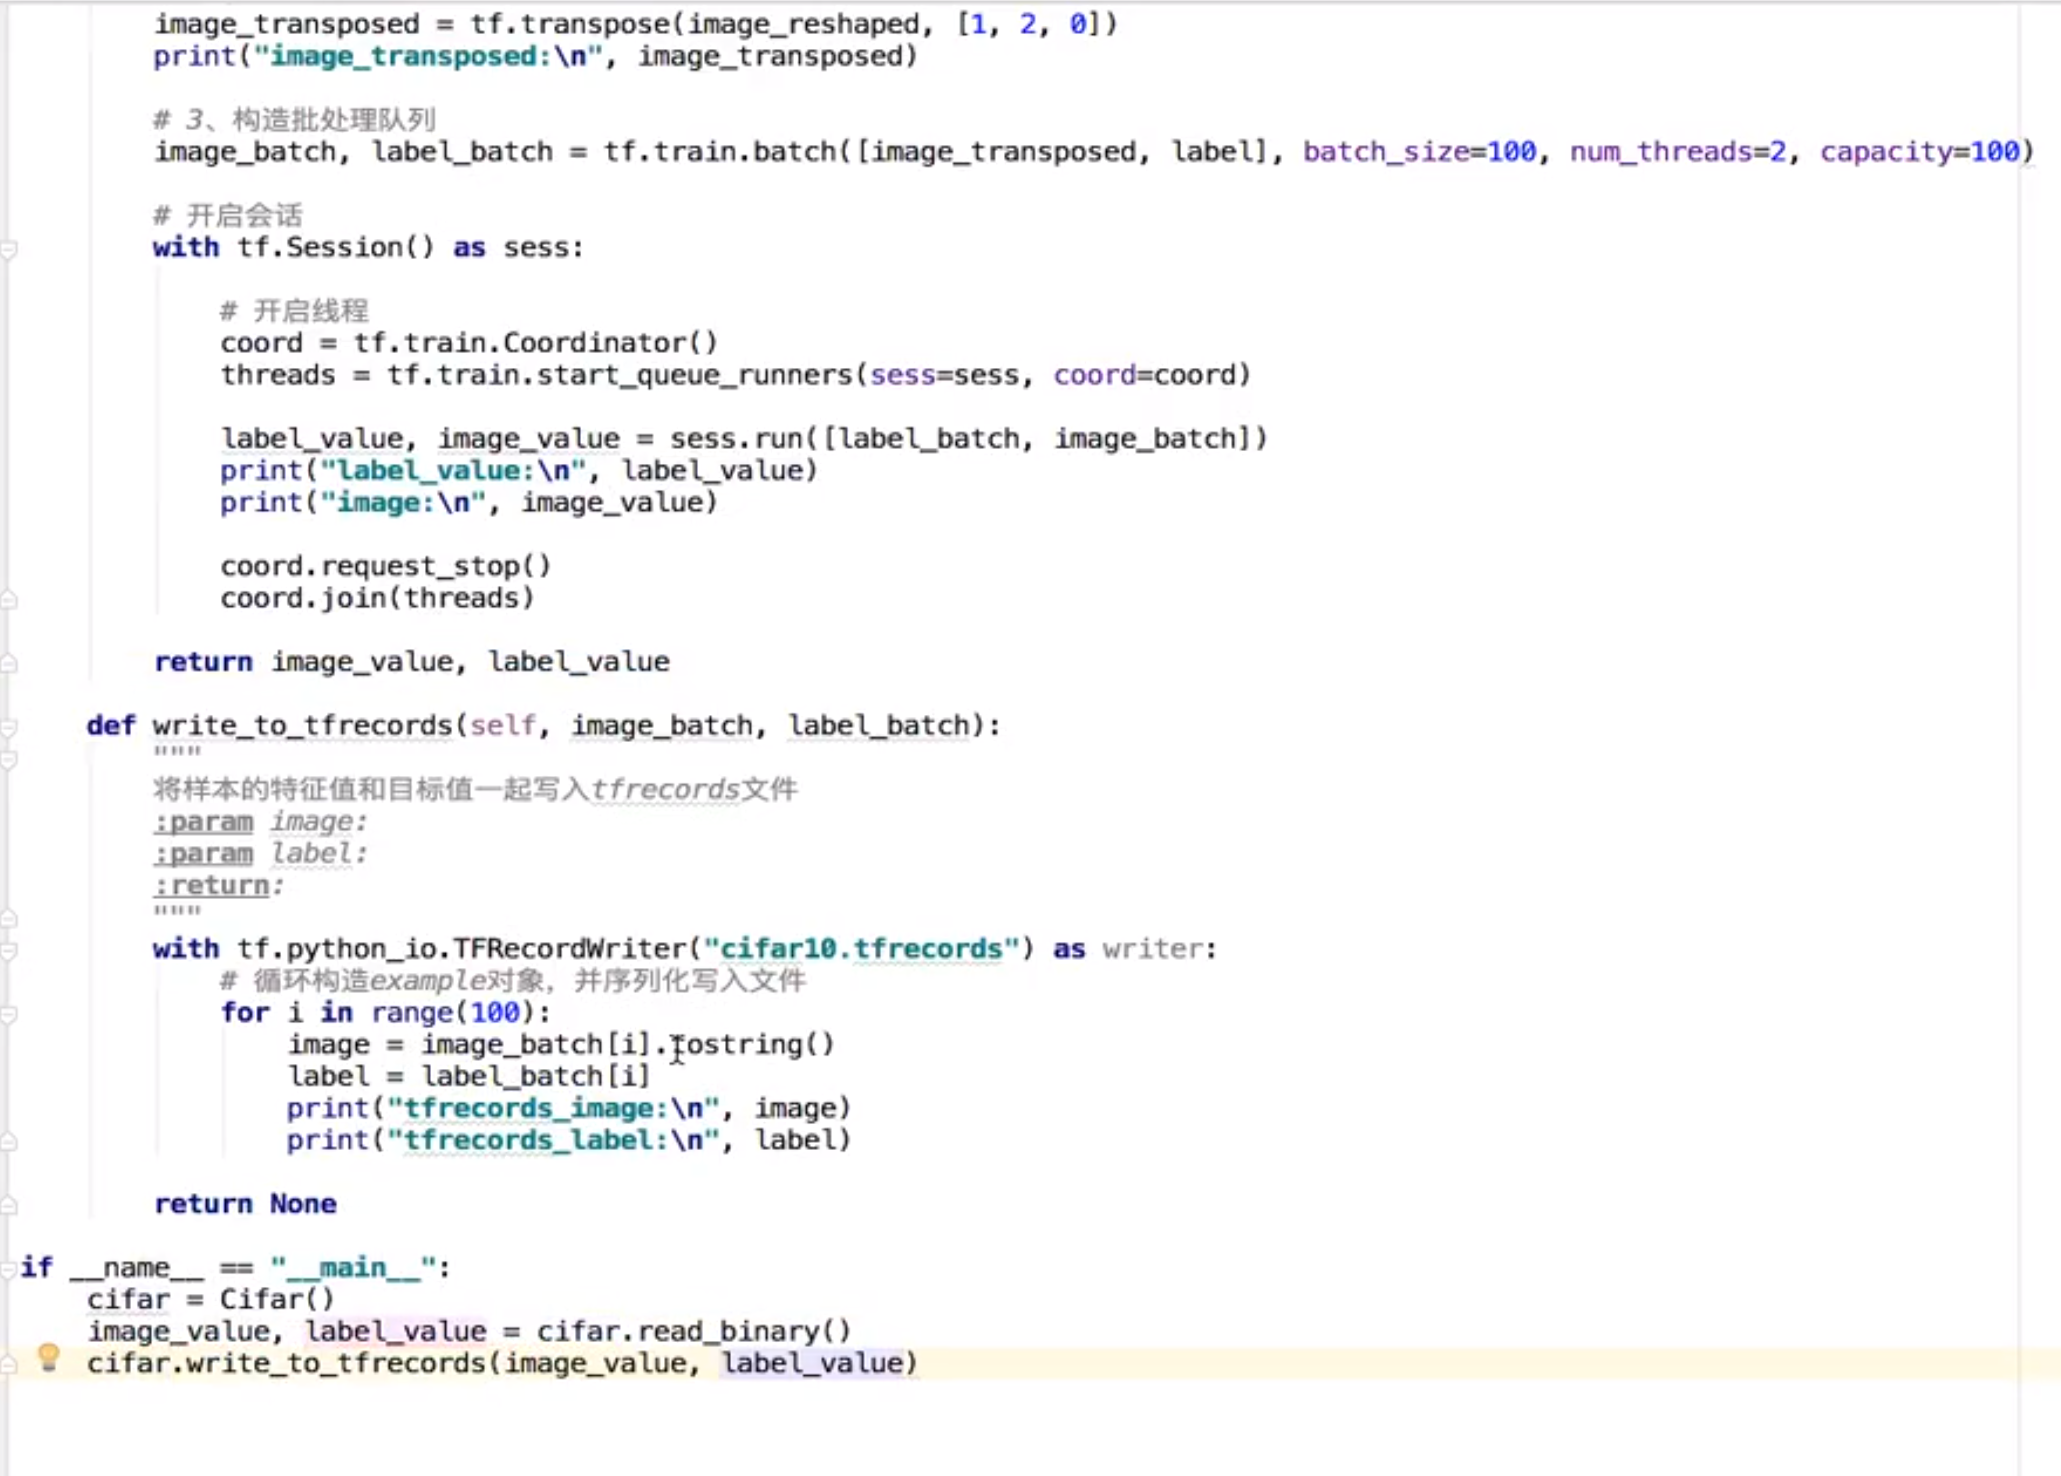 image_transposed = tf.transpose(image_reshaped, [1, 2, 0])
print("image_transposed:\n", image_transposed)
# 3、构造批处理队列
image_batch, label_batch = tf.train.batch([image_transposed, label], batch_size=100, num_threads=2, capacity=100)
# 开启会话
with tf.Session() as sess:
# 开启线程
coord = tf.train.Coordinator()
threads = tf.train.start_queue_runners(sess=sess, coord=coord)
label_value, image_value = sess.run([label_batch, image_batch])
print("label_value:\n", label_value)
print("image:\n", image_value)
coord.request_stop()
coord.join(threads)
return image_value, label_value
def write_to_tfrecords(self, image_batch, label_batch):
"""
将样本的特征值和目标值一起写入tfrecords文件
:param image:
:param label:
:return:
"""
with tf.python_io.TFRecordWriter("cifar10.tfrecords") as writer:
# 循环构造example对象，并序列化写入文件
for i in range(100):
image = image_batch[i].tostring()
label = label_batch[i]
print("tfrecords_image:\n", image)
print("tfrecords_label:\n", label)
return None
if __name__ == "__main__":
cifar = Cifar()
image_value, label_value = cifar.read_binary()
cifar.write_to_tfrecords(image_value, label_value)